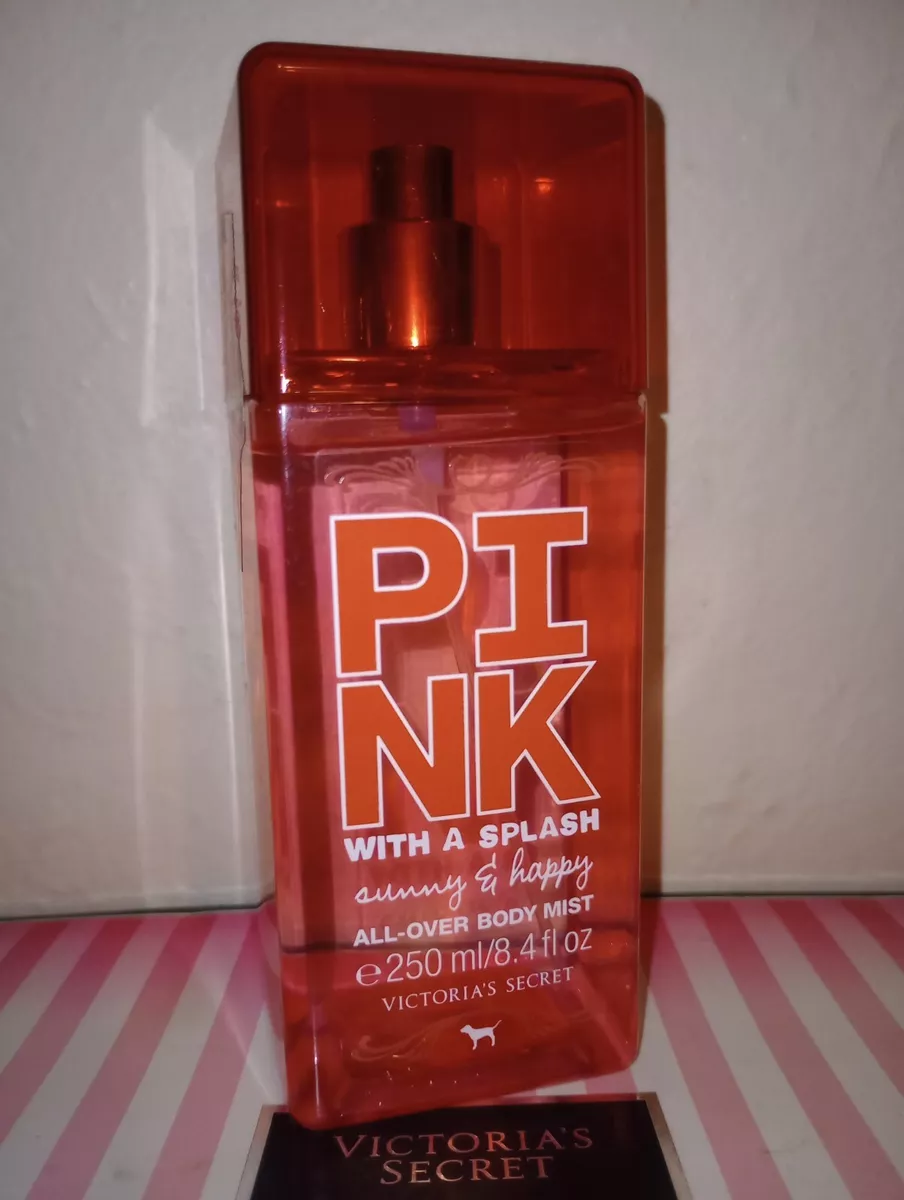 PI
NK
WITH A SPLASH
sunny & happy
ALL-OVER BODY MIST
℮250 ml/8.4 fl oz
VICTORIA'S SECRET
VICTORIA'S
SECRET